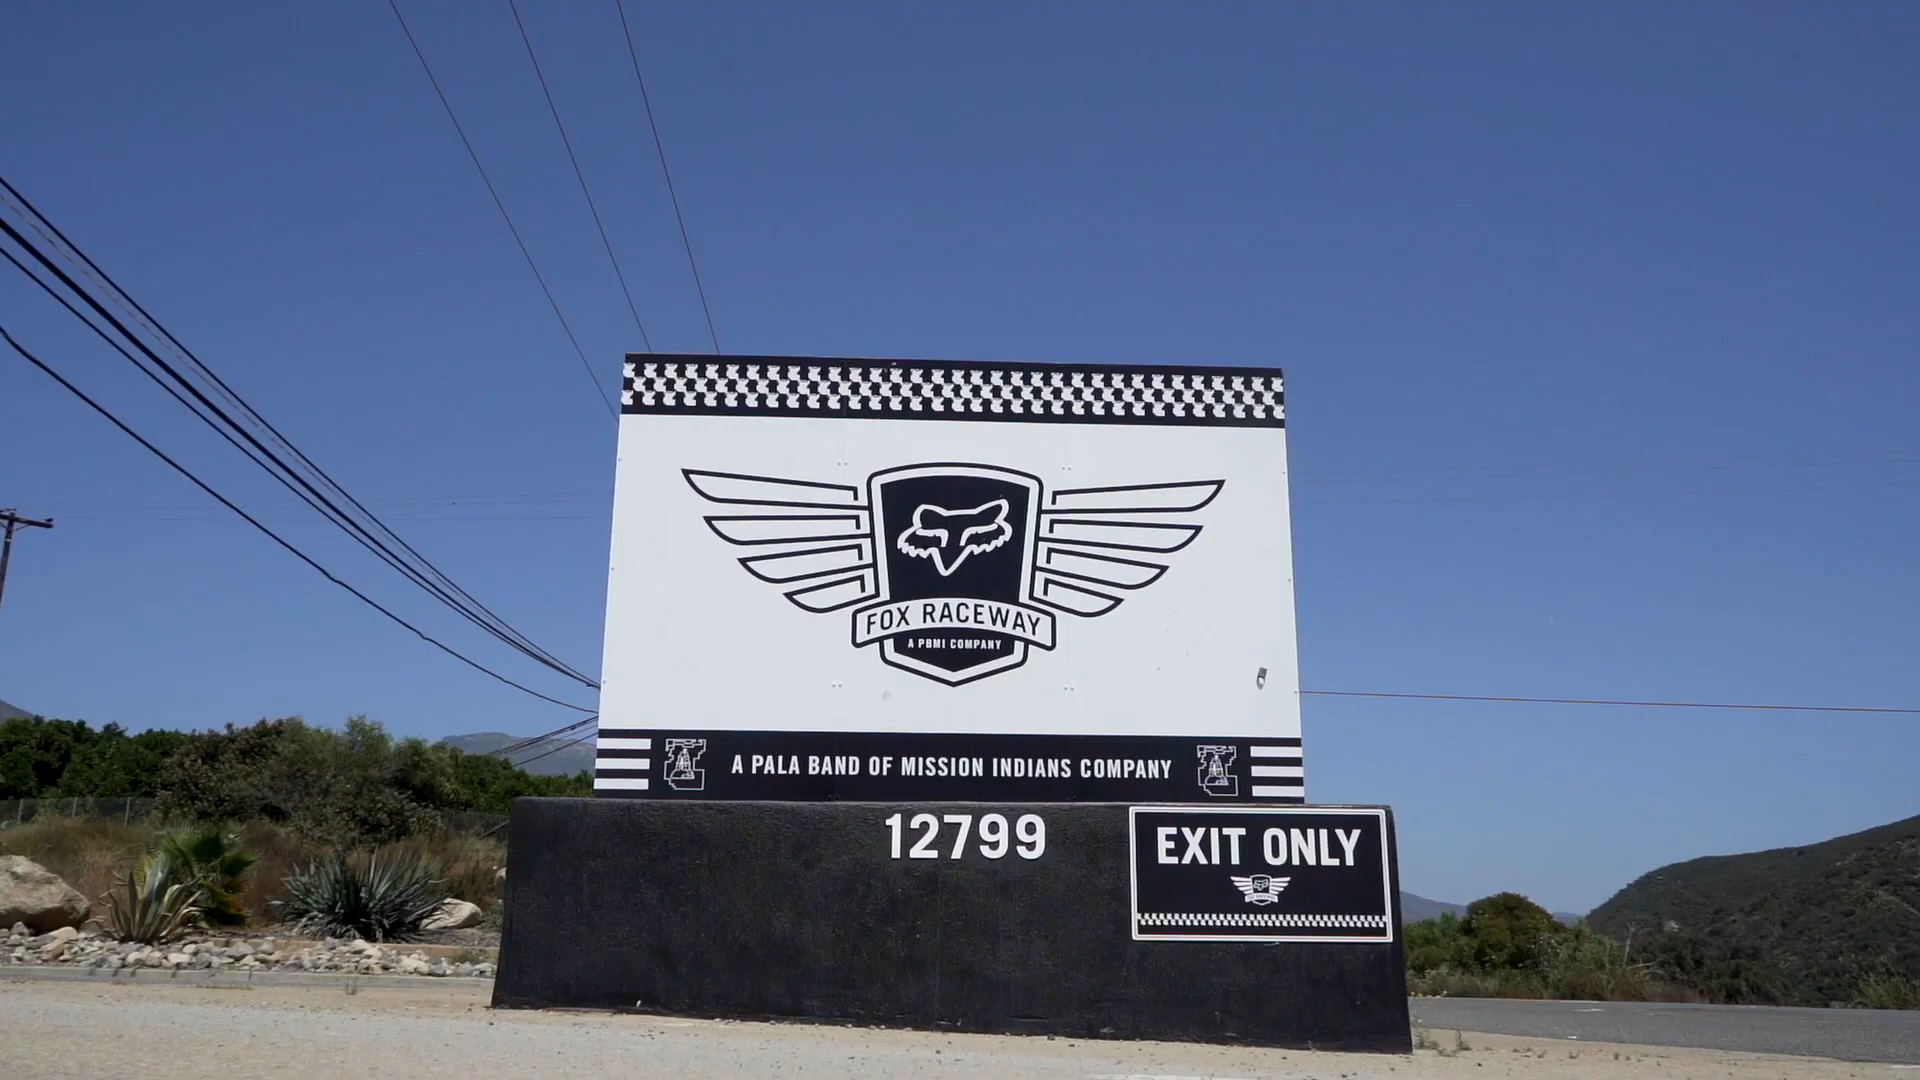 FOX RACEWAY
A PBMI COMPANY
A PALA BAND OF MISSION INDIANS COMPANY
12799
EXIT ONLY